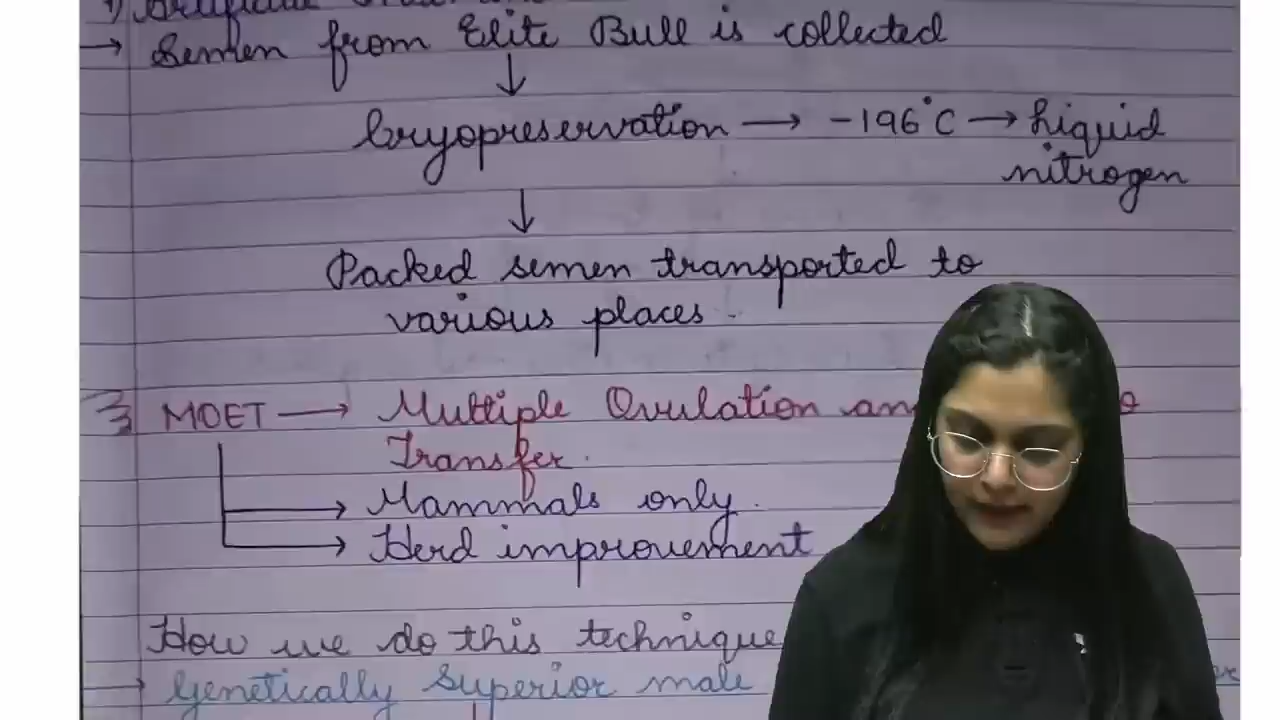 → Semen from Elite Bull is collected
↓
Cryopreservation → -196°C → Liquid
nitrogen
↓
Packed semen transported to
various places.
3) MOET → Multiple Ovulation
Transfer.
→ Mammals only.
→ Herd improvement
How we do this technique
→ Genetically Superior male